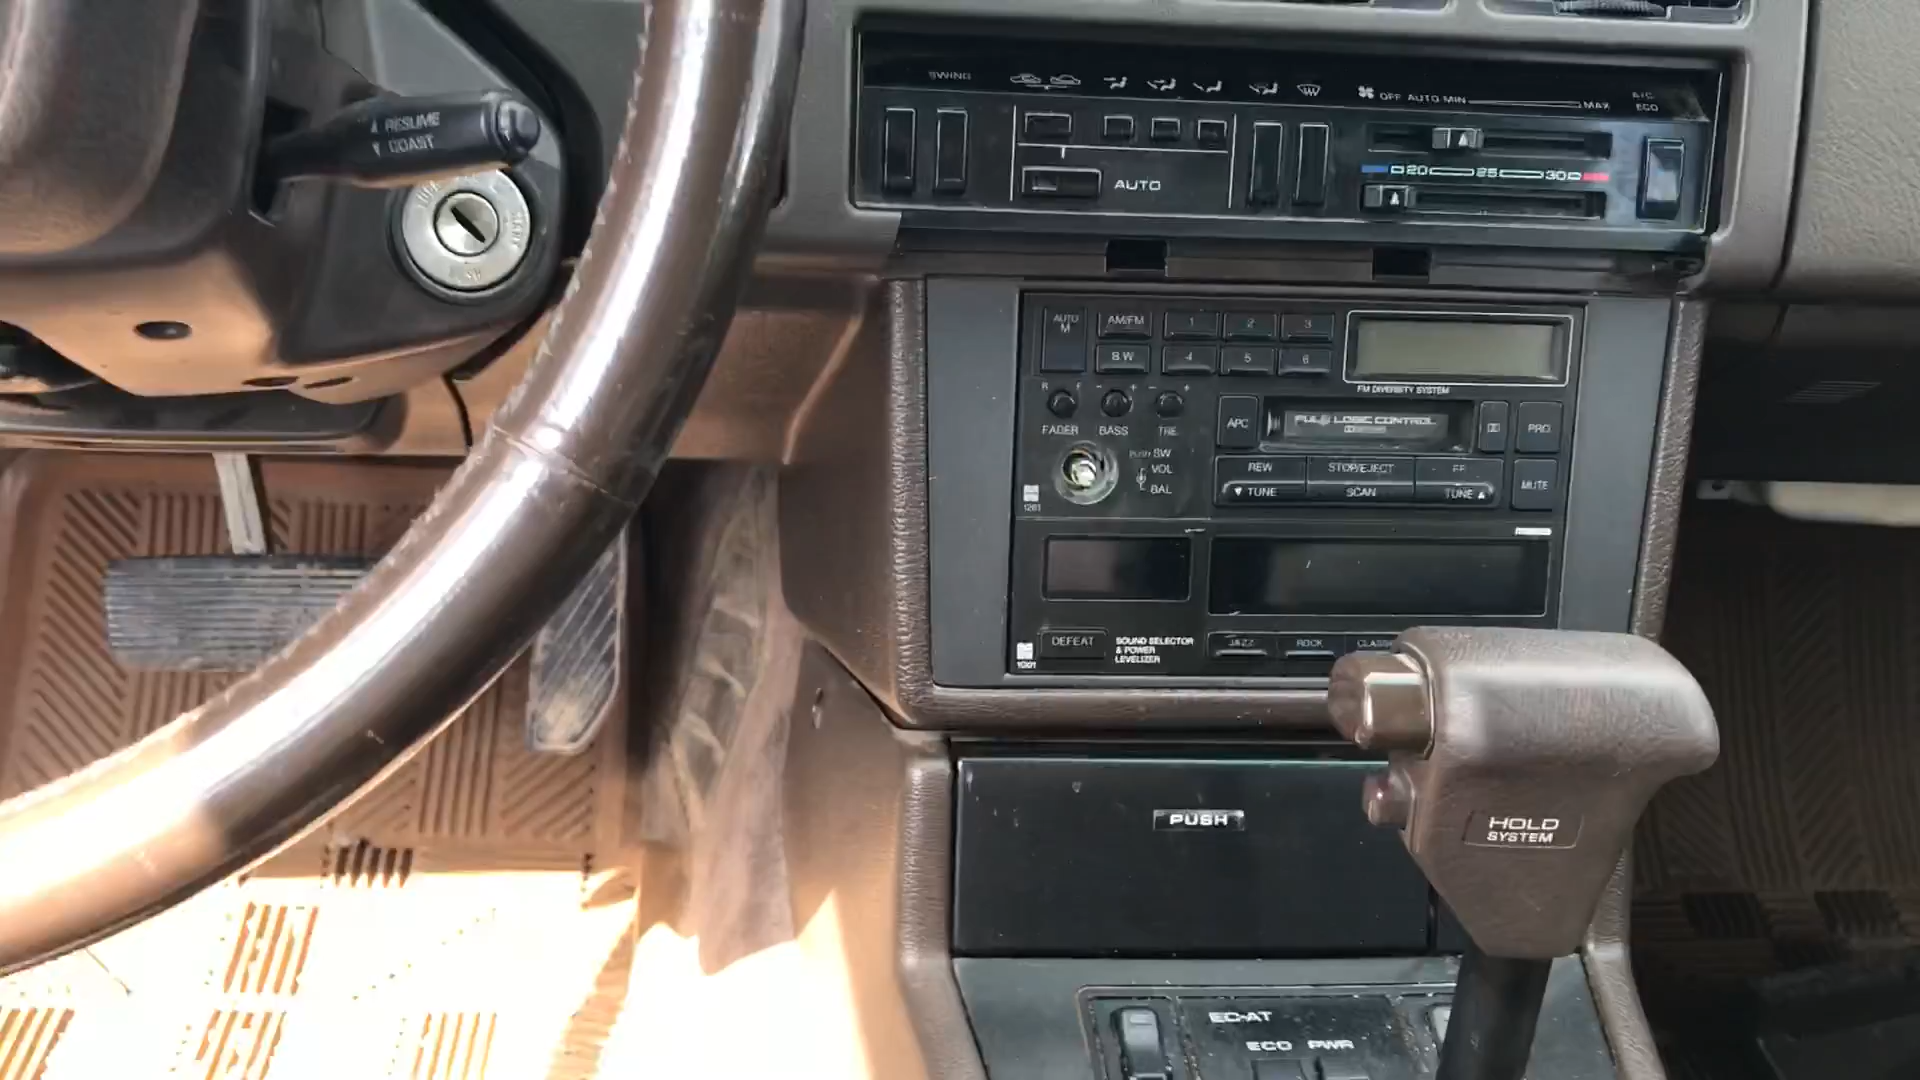 ▲ RESUME
▼ COAST
SWING
OFF AUTO MIN MAX
A/C
ECO
20 25 30
AUTO
AUTO
M
AM/FM
1 2 3
B.W
4 5 6
FM DIVERSITY SYSTEM
R F - + - +
FADER BASS TRE
PUSH SW
VOL
BAL
APC
FULL LOGIC CONTROL
PRO
REW STOP/EJECT FF
▼ TUNE SCAN TUNE ▲
MUTE
1281
DEFEAT
SOUND SELECTOR
& POWER
LEVELIZER
JAZZ ROCK
PUSH
HOLD
SYSTEM
EC-AT
ECO PWR